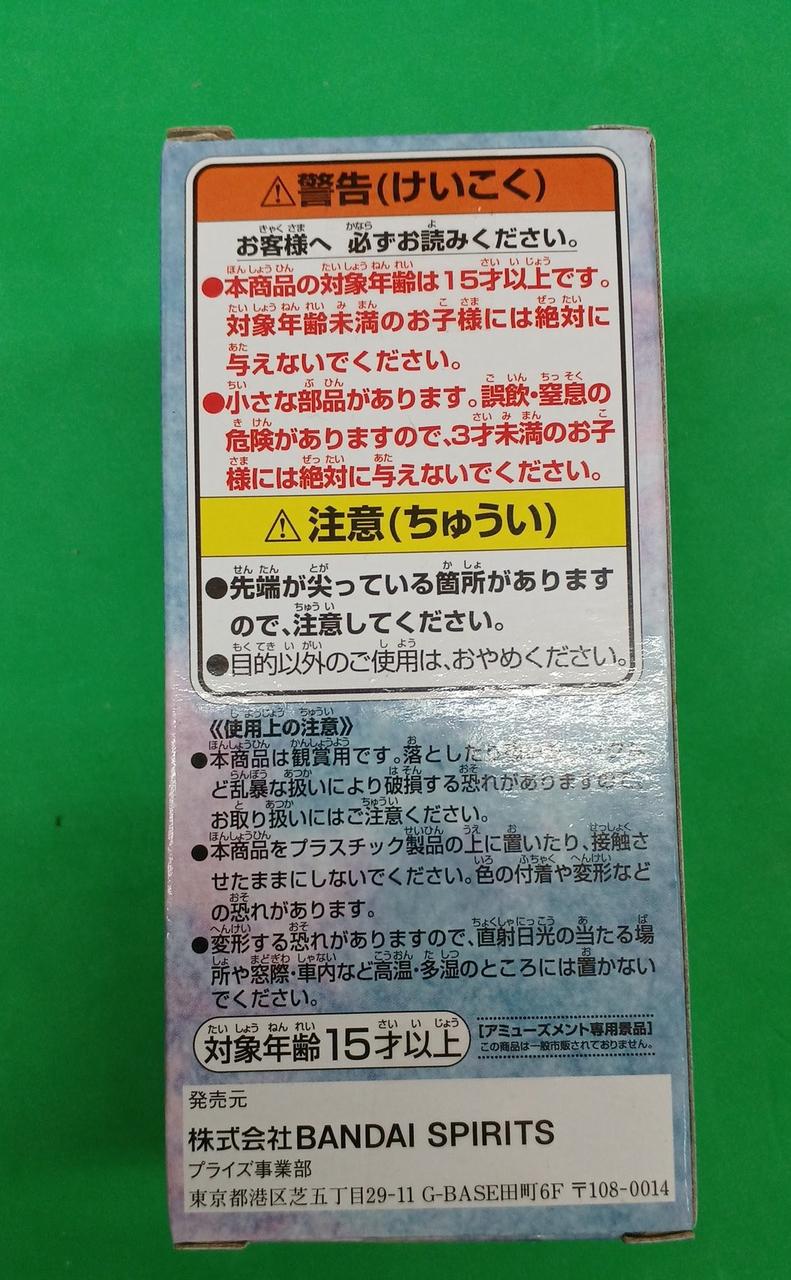 ⚠警告(けいこく)
お客様へ 必ずお読みください。
●本商品の対象年齢は15才以上です。
対象年齢未満のお子様には絶対に
与えないでください。
●小さな部品があります。誤飲・窒息の
危険がありますので、3才未満のお子
様には絶対に与えないでください。
⚠注意(ちゅうい)
●先端が尖っている箇所があります
ので、注意してください。
●目的以外のご使用は、おやめください。
《使用上の注意》
●本商品は観賞用です。落としたり
ど乱暴な扱いにより破損する恐れがありますので、
お取り扱いにはご注意ください。
●本商品をプラスチック製品の上に置いたり、接触さ
せたままにしないでください。色の付着や変形など
の恐れがあります。
●変形する恐れがありますので、直射日光の当たる場
所や窓際・車内など高温・多湿のところには置かない
でください。
対象年齢15才以上
[アミューズメント専用景品]
この商品は一般市販されておりません。
発売元
株式会社BANDAI SPIRITS
プライズ事業部
東京都港区芝五丁目29-11 G-BASE田町6F 〒108-0014